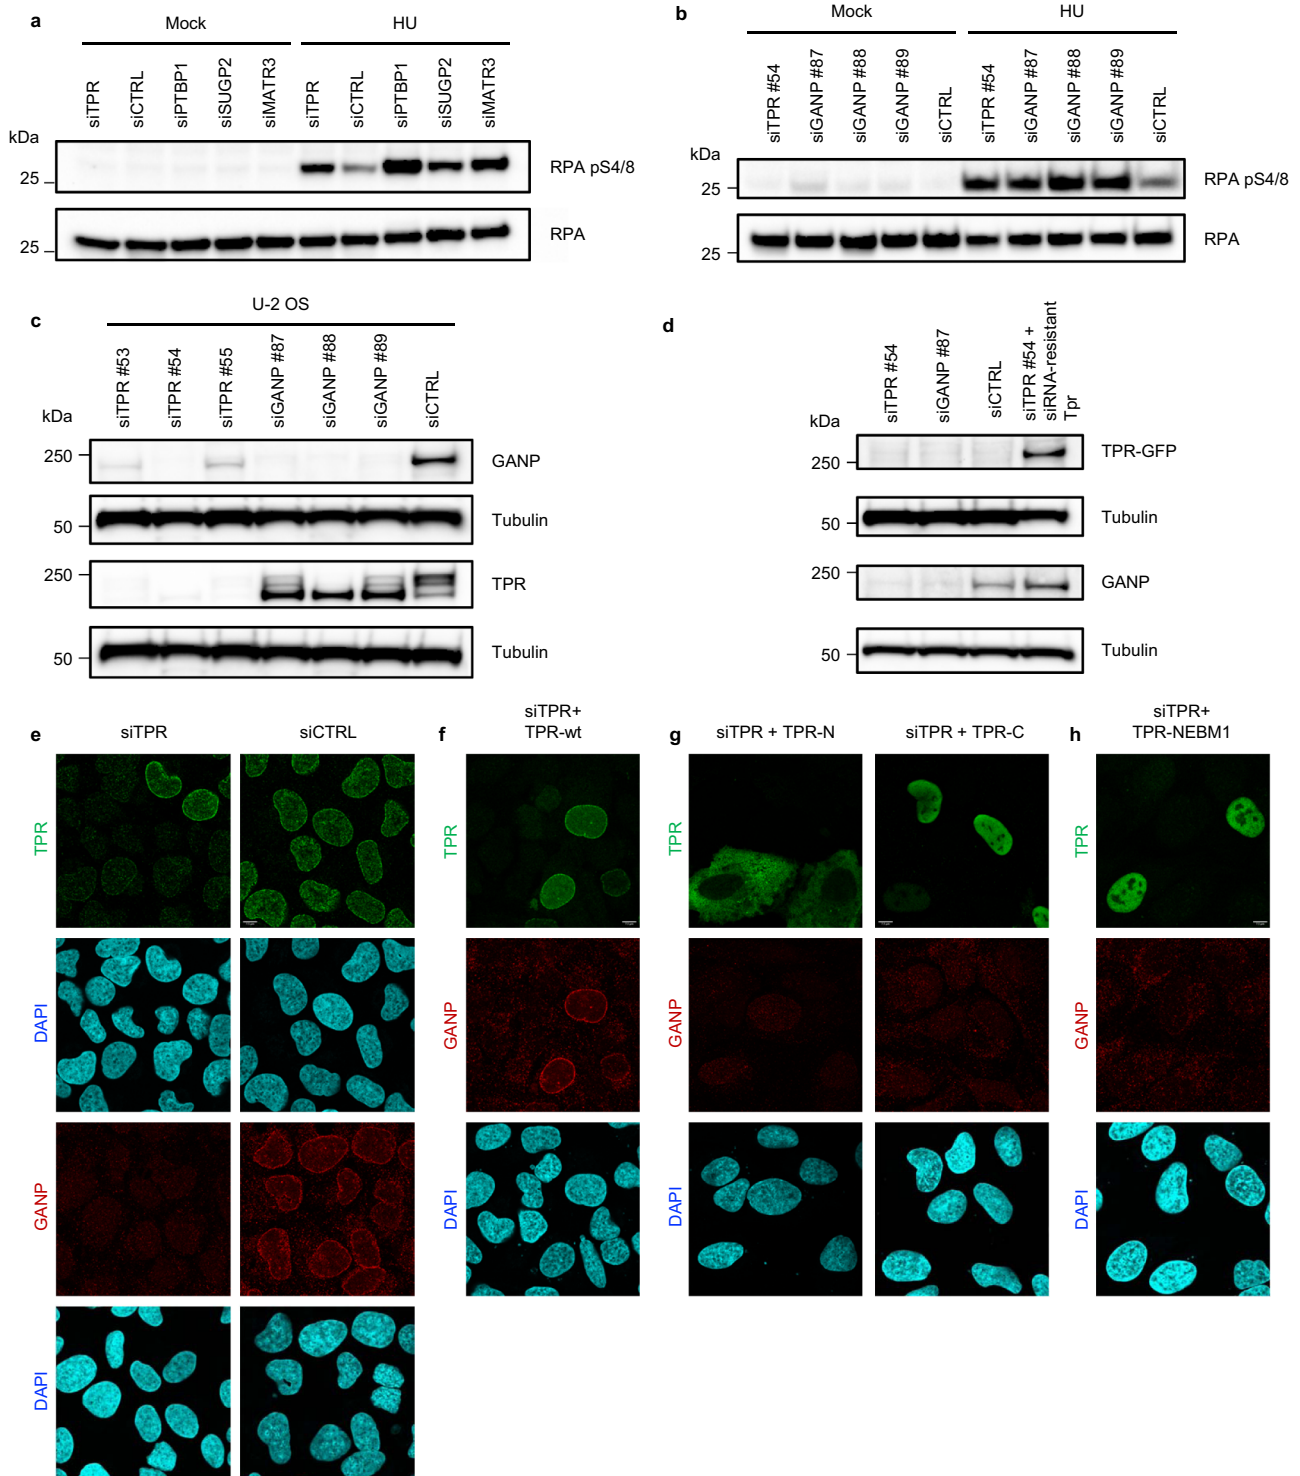 a
Mock
HU
siTPR
siCTRL
siPTBP1
siSUGP2
siMATR3
siTPR
siCTRL
siPTBP1
siSUGP2
siMATR3
kDa
25
RPA pS4/8
25
RPA
b
Mock
HU
siTPR #54
siGANP #87
siGANP #88
siGANP #89
siCTRL
siTPR #54
siGANP #87
siGANP #88
siGANP #89
siCTRL
kDa
25
RPA pS4/8
25
RPA
c
U-2 OS
siTPR #53
siTPR #54
siTPR #55
siGANP #87
siGANP #88
siGANP #89
siCTRL
kDa
250
GANP
50
Tubulin
250
TPR
50
Tubulin
d
siTPR #54
siGANP #87
siCTRL
siTPR #54 +
siRNA-resistant
Tpr
kDa
250
TPR-GFP
50
Tubulin
250
GANP
50
Tubulin
e
siTPR
siCTRL
TPR
DAPI
GANP
DAPI
f
siTPR+
TPR-wt
TPR
GANP
DAPI
g
siTPR + TPR-N
siTPR + TPR-C
TPR
GANP
DAPI
h
siTPR+
TPR-NEBM1
TPR
GANP
DAPI